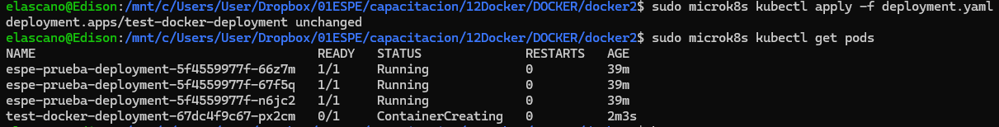 elascano@Edison:/mnt/c/Users/User/Dropbox/01ESPE/capacitacion/12Docker/DOCKER/docker2$ sudo microk8s kubectl apply -f deployment.yaml
deployment.apps/test-docker-deployment unchanged
elascano@Edison:/mnt/c/Users/User/Dropbox/01ESPE/capacitacion/12Docker/DOCKER/docker2$ sudo microk8s kubectl get pods
NAME READY STATUS RESTARTS AGE
espe-prueba-deployment-5f4559977f-66z7m 1/1 Running 0 39m
espe-prueba-deployment-5f4559977f-67f5q 1/1 Running 0 39m
espe-prueba-deployment-5f4559977f-n6jc2 1/1 Running 0 39m
test-docker-deployment-67dc4f9c67-px2cm 0/1 ContainerCreating 0 2m3s